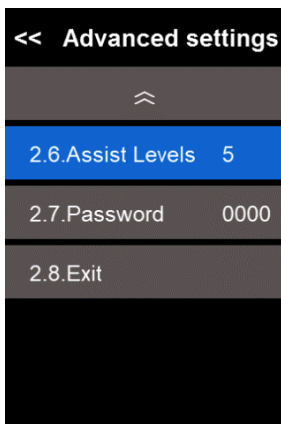 << Advanced settings
2.6.Assist Levels 5
2.7.Password 0000
2.8.Exit